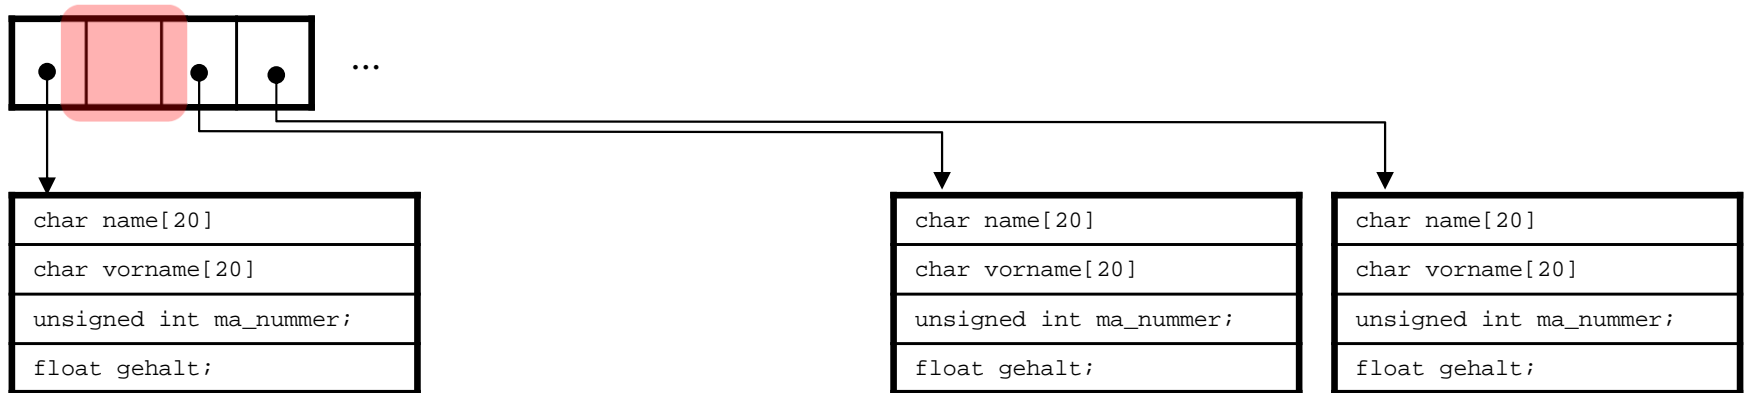 ...
char name[20]
char vorname[20]
unsigned int ma_nummer;
float gehalt;
char name[20]
char vorname[20]
unsigned int ma_nummer;
float gehalt;
char name[20]
char vorname[20]
unsigned int ma_nummer;
float gehalt;